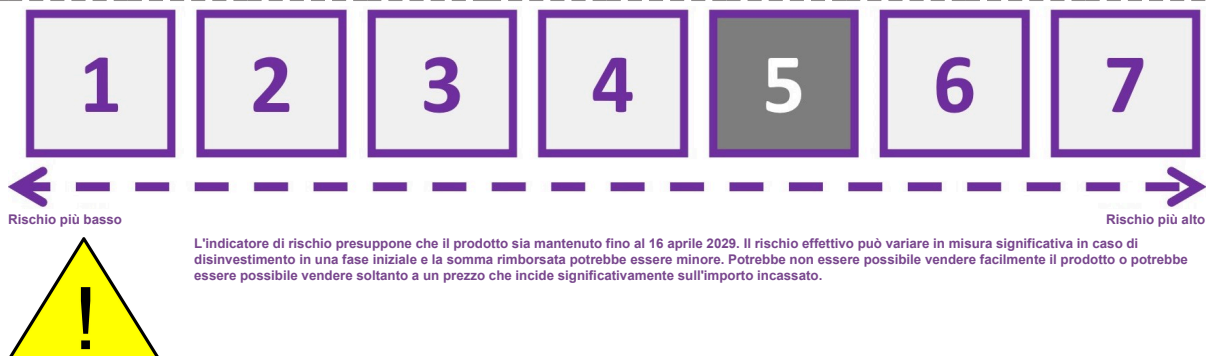 1 2 3 4 5 6 7
Rischio più basso Rischio più alto
L'indicatore di rischio presuppone che il prodotto sia mantenuto fino al 16 aprile 2029. Il rischio effettivo può variare in misura significativa in caso di
disinvestimento in una fase iniziale e la somma rimborsata potrebbe essere minore. Potrebbe non essere possibile vendere facilmente il prodotto o potrebbe
essere possibile vendere soltanto a un prezzo che incide significativamente sull'importo incassato.
!